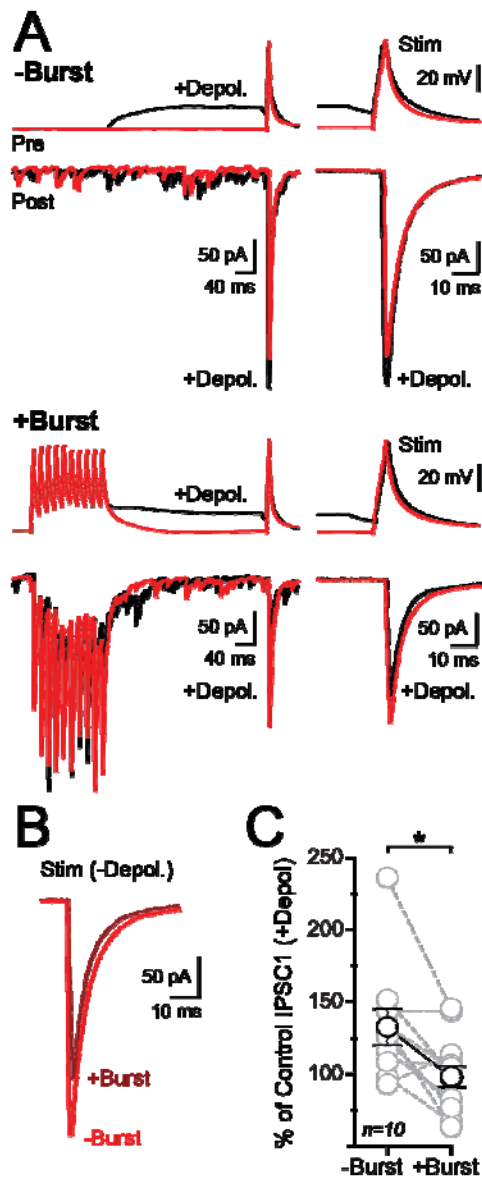 A
-Burst
Stim
20 mV
+Depol.
Pre
Post
50 pA
40 ms
50 pA
10 ms
+Depol.
+Depol.
+Burst
Stim
20 mV
+Depol.
50 pA
40 ms
50 pA
10 ms
+Depol.
+Depol.
B
Stim (-Depol.)
50 pA
10 ms
+Burst
-Burst
C
*
% of Control IPSC1 (+Depol)
250
200
150
100
n=10
-Burst +Burst